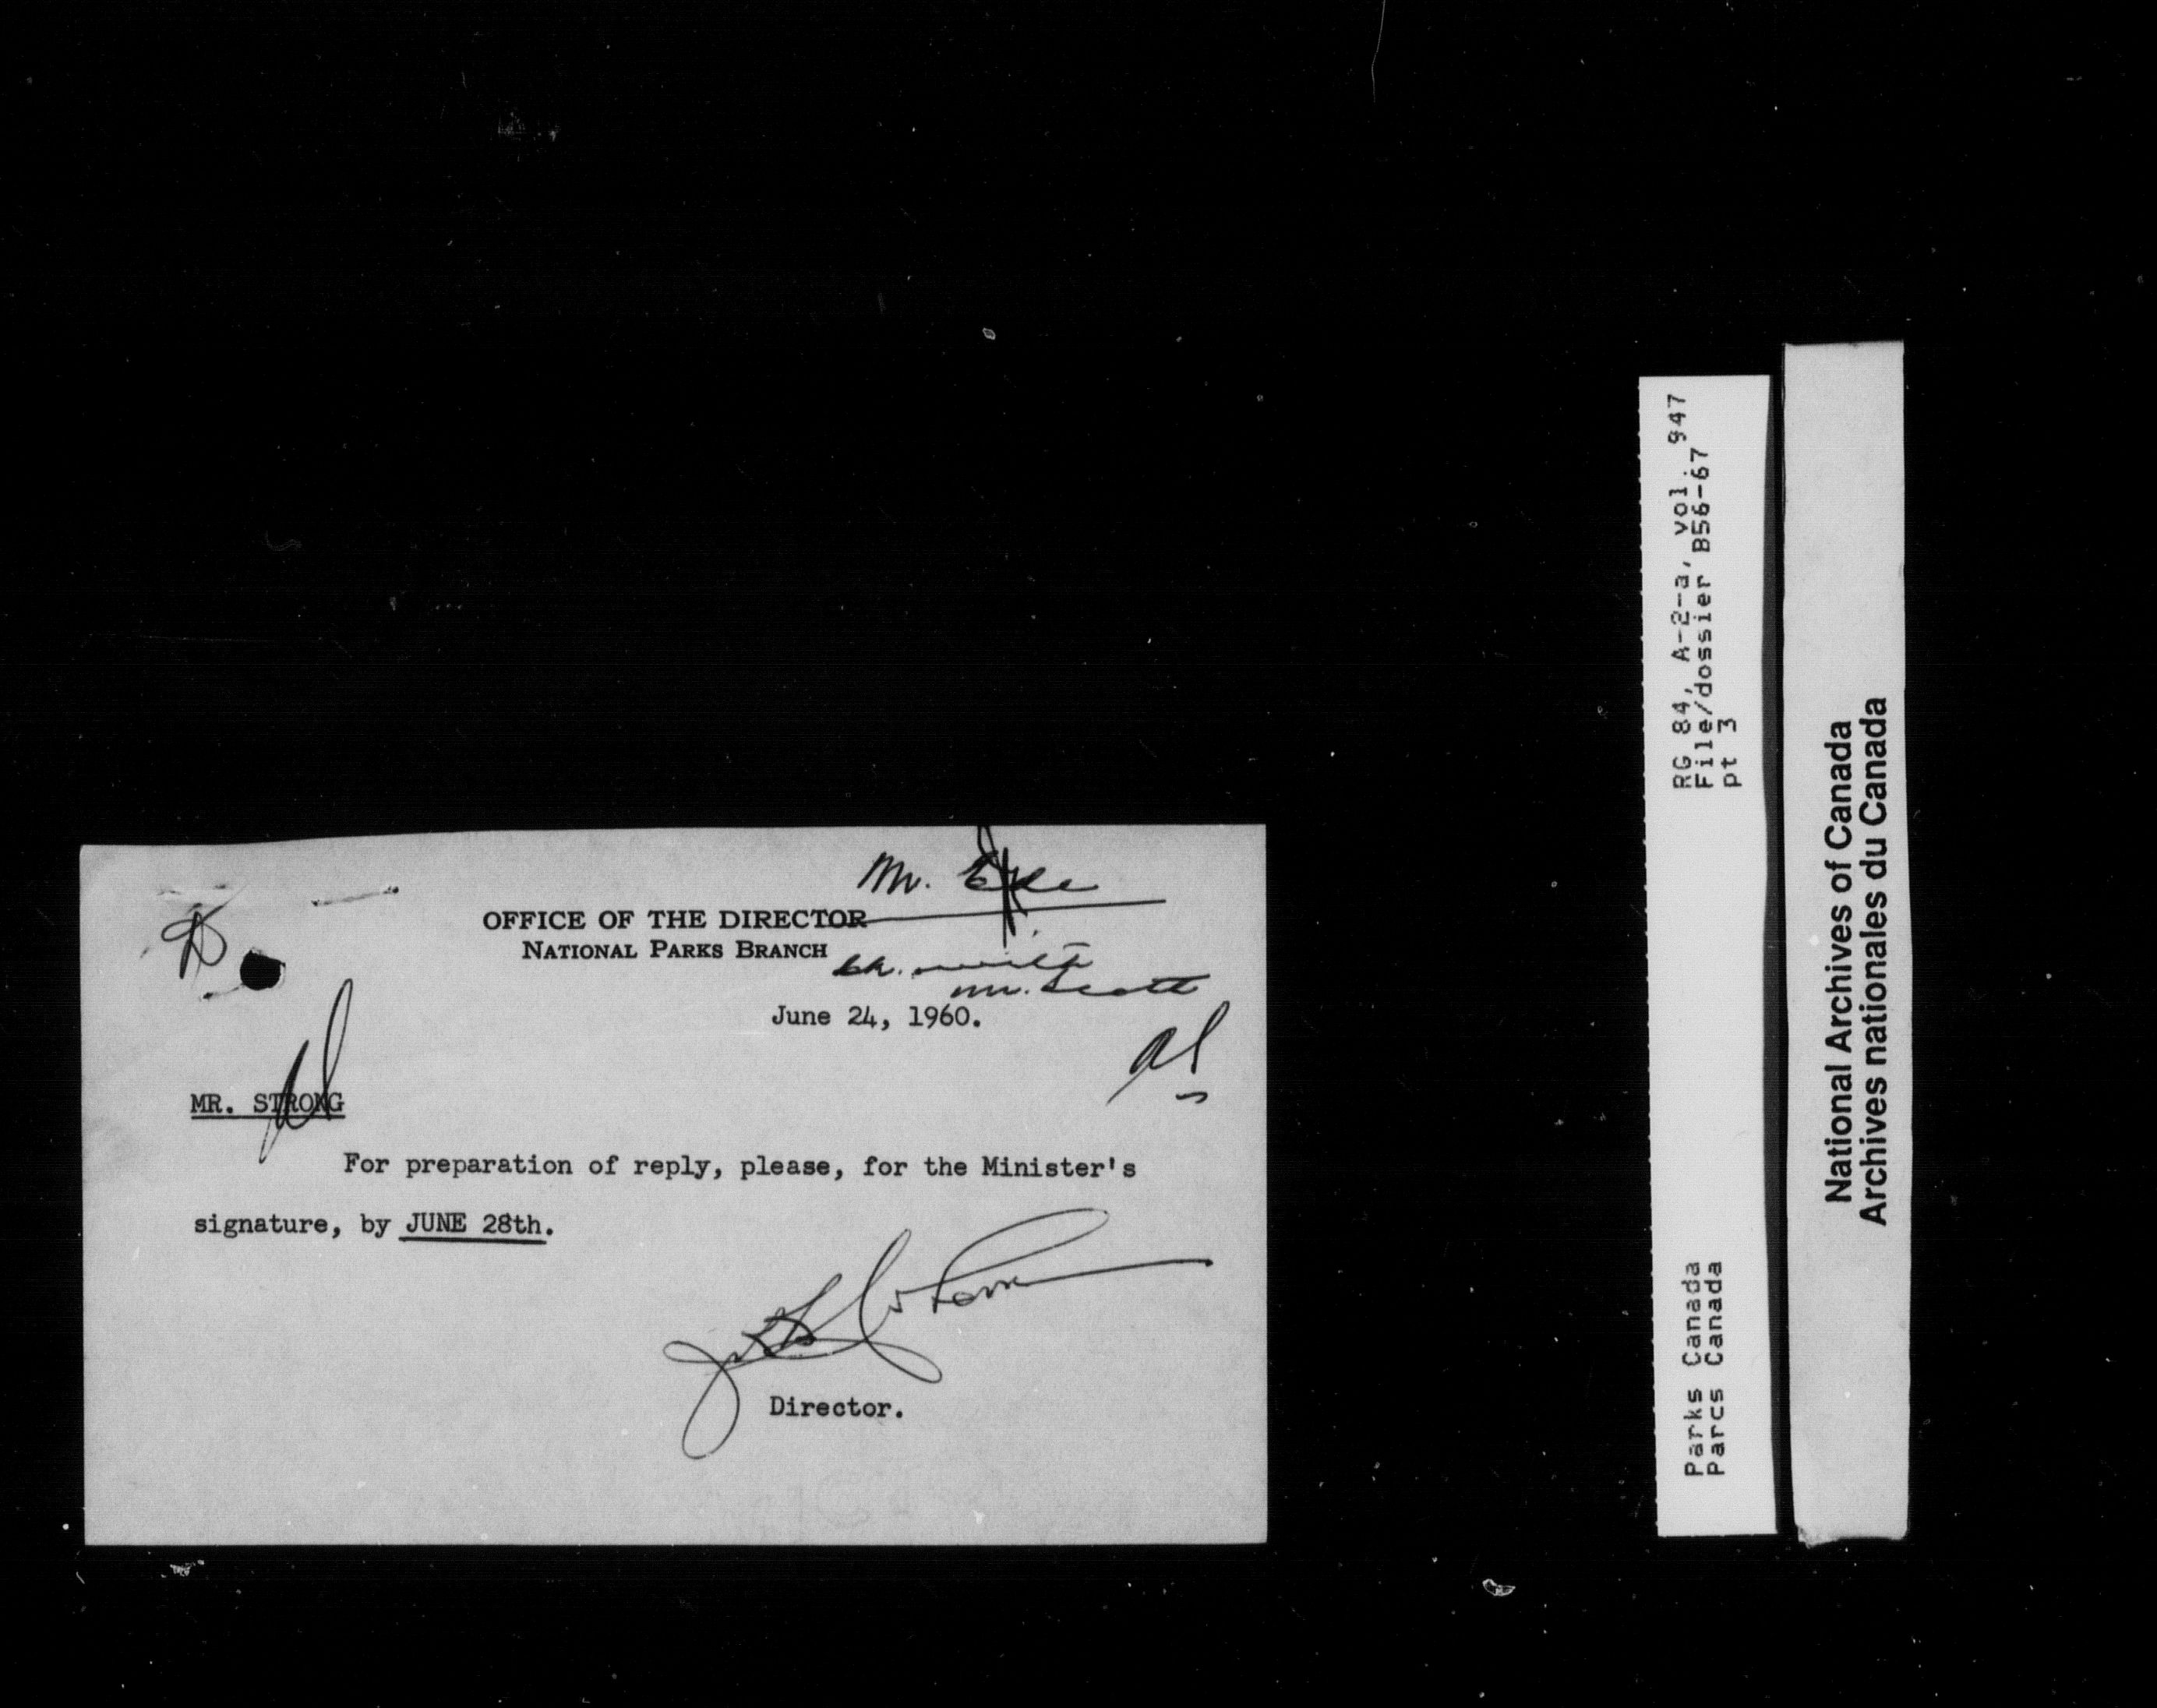 Mr. Eke
OFFICE OF THE DIRECTOR
NATIONAL PARKS BRANCH
with
Mr. Scott
June 24, 1960.
MR. STRONG
For preparation of reply, please, for the Minister's
signature, by JUNE 28th.
Director.
RG 84, A-2-a, vol. 947
File/dossier B56-67
pt 3
Parks Canada
Parcs Canada
National Archives of Canada
Archives nationales du Canada